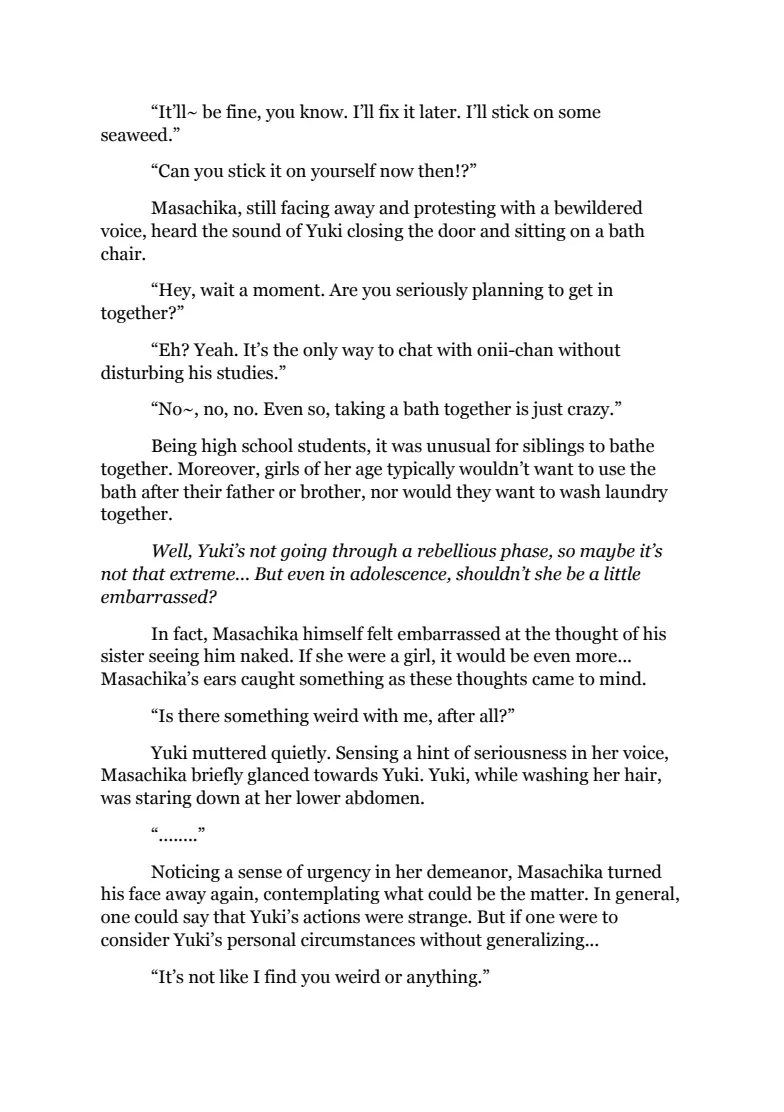 “It’ll~ be fine, you know. I’ll fix it later. I’ll stick on some
seaweed.”
“Can you stick it on yourself now then!?”
Masachika, still facing away and protesting with a bewildered
voice, heard the sound of Yuki closing the door and sitting on a bath
chair.
“Hey, wait a moment. Are you seriously planning to get in
together?”
“Eh? Yeah. It’s the only way to chat with onii-chan without
disturbing his studies.”
“No~, no, no. Even so, taking a bath together is just crazy.”
Being high school students, it was unusual for siblings to bathe
together. Moreover, girls of her age typically wouldn’t want to use the
bath after their father or brother, nor would they want to wash laundry
together.
Well, Yuki’s not going through a rebellious phase, so maybe it’s
not that extreme... But even in adolescence, shouldn’t she be a little
embarrassed?
In fact, Masachika himself felt embarrassed at the thought of his
sister seeing him naked. If she were a girl, it would be even more...
Masachika’s ears caught something as these thoughts came to mind.
“Is there something weird with me, after all?”
Yuki muttered quietly. Sensing a hint of seriousness in her voice,
Masachika briefly glanced towards Yuki. Yuki, while washing her hair,
was staring down at her lower abdomen.
“........”
Noticing a sense of urgency in her demeanor, Masachika turned
his face away again, contemplating what could be the matter. In general,
one could say that Yuki’s actions were strange. But if one were to
consider Yuki’s personal circumstances without generalizing...
“It’s not like I find you weird or anything.”